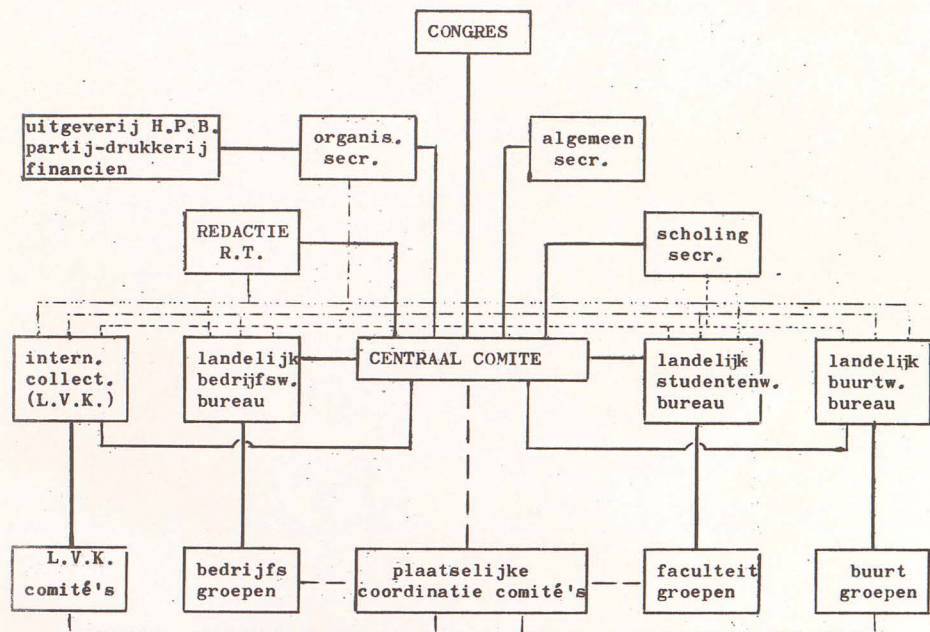 CONGRES
uitgeverij H.P.B.
partij-drukkerij
financien
organis.
secr.
algemeen
secr.
REDACTIE
R.T.
scholing
secr.
intern.
collect.
(L.V.K.)
landelijk
bedrijfsw.
bureau
CENTRAAL COMITE
landelijk
studentenw.
bureau
landelijk
buurtw.
bureau
L.V.K.
comité's
bedrijfs
groepen
plaatselijke
coordinatie comité's
faculteit
groepen
buurt
groepen